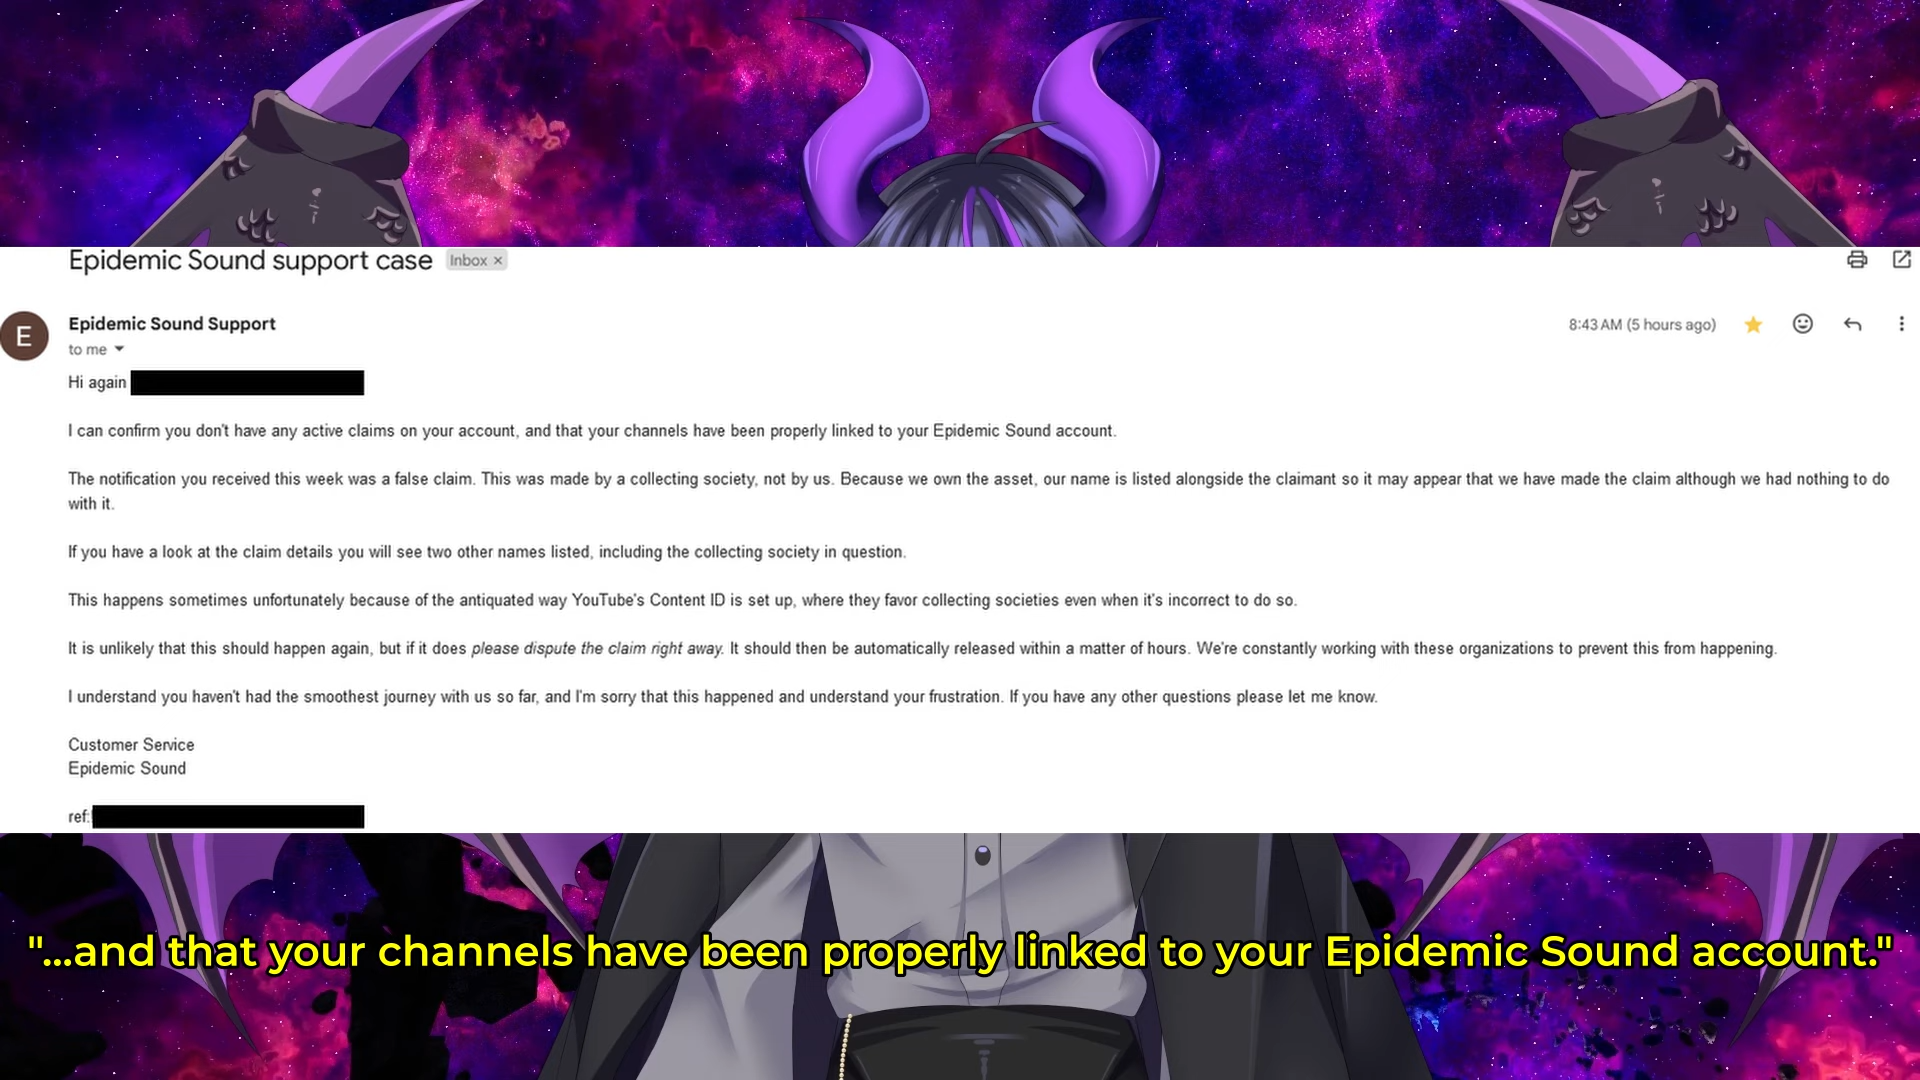 Epidemic Sound support case Inbox ×
E
Epidemic Sound Support 8:43 AM (5 hours ago)
to me
Hi again
I can confirm you don't have any active claims on your account, and that your channels have been properly linked to your Epidemic Sound account.
The notification you received this week was a false claim. This was made by a collecting society, not by us. Because we own the asset, our name is listed alongside the claimant so it may appear that we have made the claim although we had nothing to do
with it.
If you have a look at the claim details you will see two other names listed, including the collecting society in question.
This happens sometimes unfortunately because of the antiquated way YouTube's Content ID is set up, where they favor collecting societies even when it's incorrect to do so.
It is unlikely that this should happen again, but if it does please dispute the claim right away. It should then be automatically released within a matter of hours. We're constantly working with these organizations to prevent this from happening.
I understand you haven't had the smoothest journey with us so far, and I'm sorry that this happened and understand your frustration. If you have any other questions please let me know.
Customer Service
Epidemic Sound
ref:
"...and that your channels have been properly linked to your Epidemic Sound account."